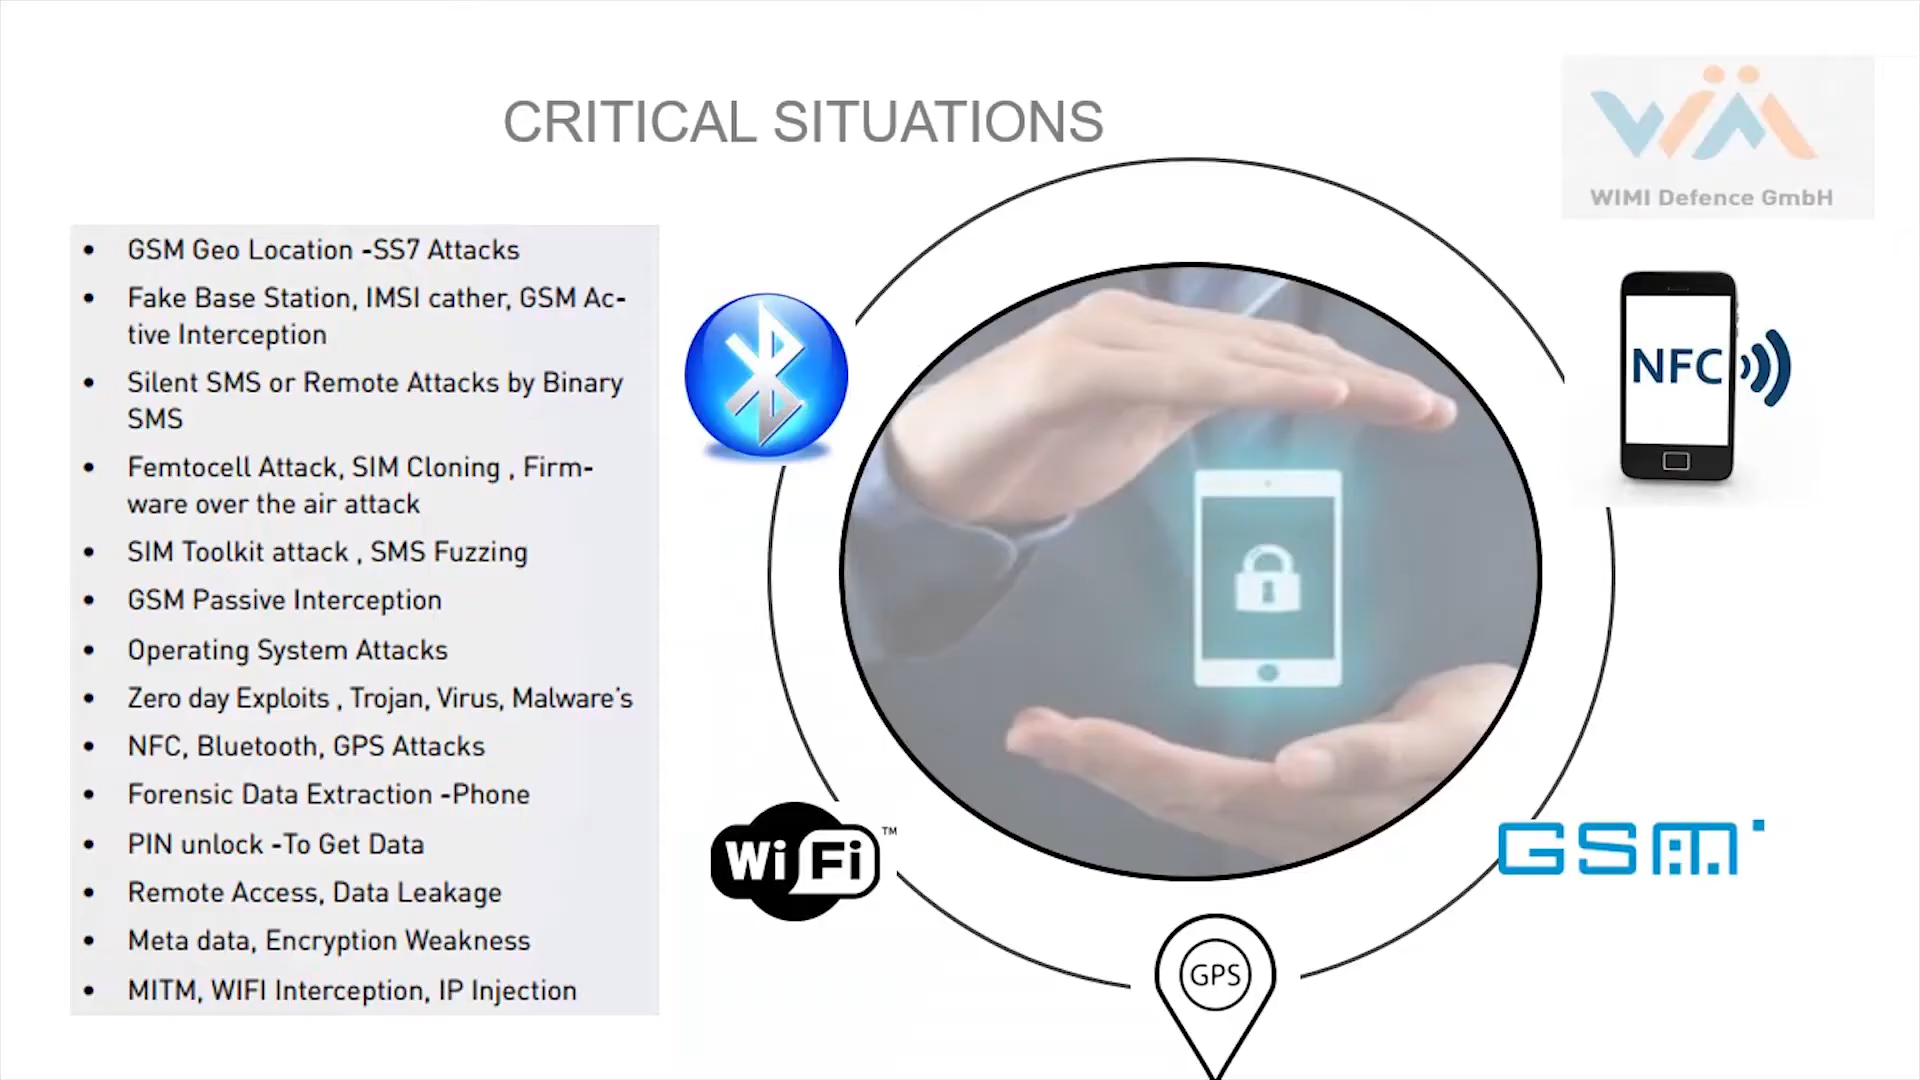 CRITICAL SITUATIONS
WIMI Defence GmbH
• GSM Geo Location -SS7 Attacks
• Fake Base Station, IMSI cather, GSM Ac-
tive Interception
• Silent SMS or Remote Attacks by Binary
SMS
• Femtocell Attack, SIM Cloning , Firm-
ware over the air attack
• SIM Toolkit attack , SMS Fuzzing
• GSM Passive Interception
• Operating System Attacks
• Zero day Exploits , Trojan, Virus, Malware's
• NFC, Bluetooth, GPS Attacks
• Forensic Data Extraction -Phone
• PIN unlock -To Get Data
• Remote Access, Data Leakage
• Meta data, Encryption Weakness
• MITM, WIFI Interception, IP Injection
NFC
WiFi™
GSM
GPS